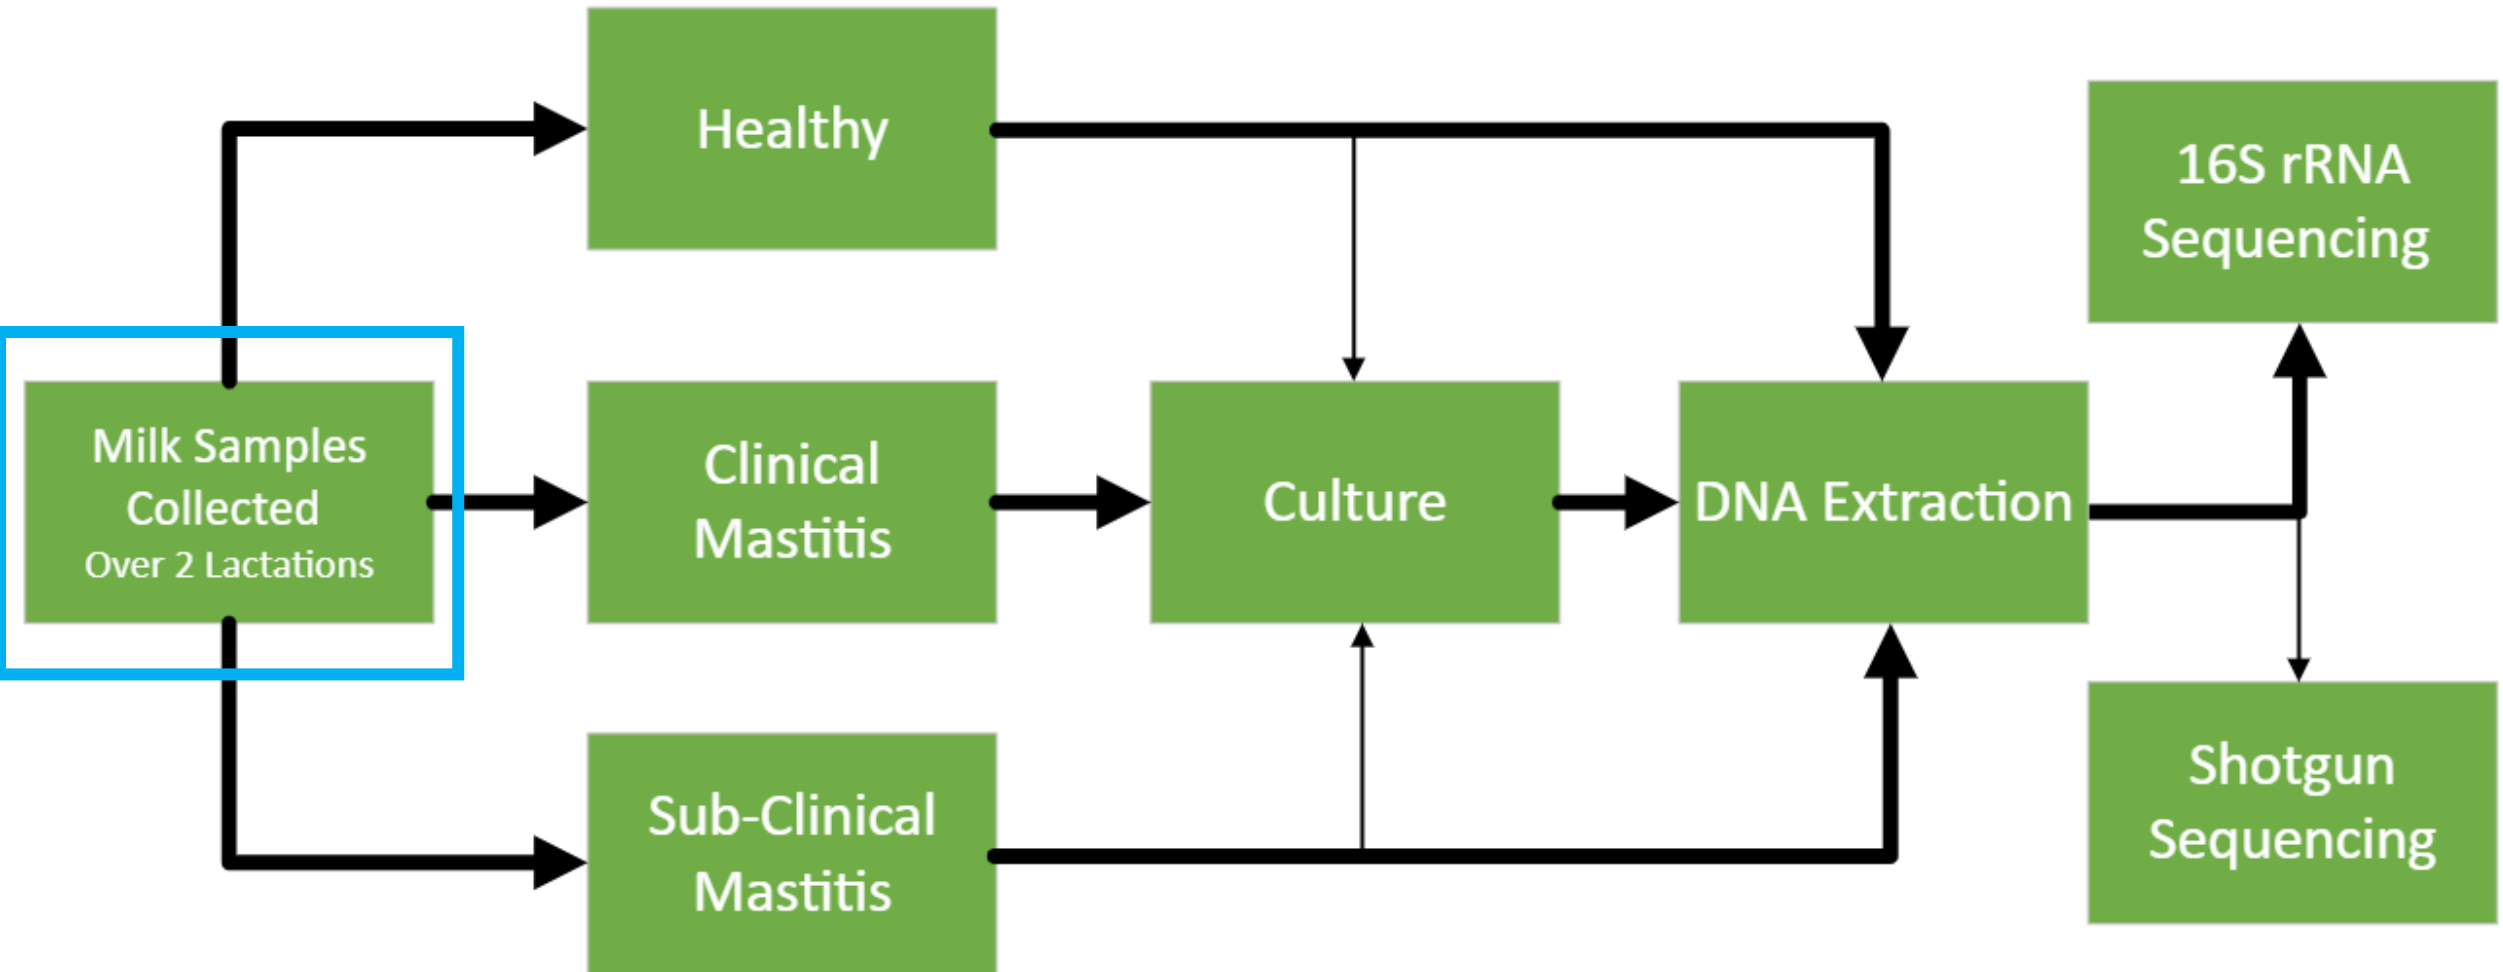 Healthy
16S rRNA
Sequencing
Milk Samples
Collected
Over 2 Lactations
Clinical
Mastitis
Culture
DNA Extraction
Sub-Clinical
Mastitis
Shotgun
Sequencing